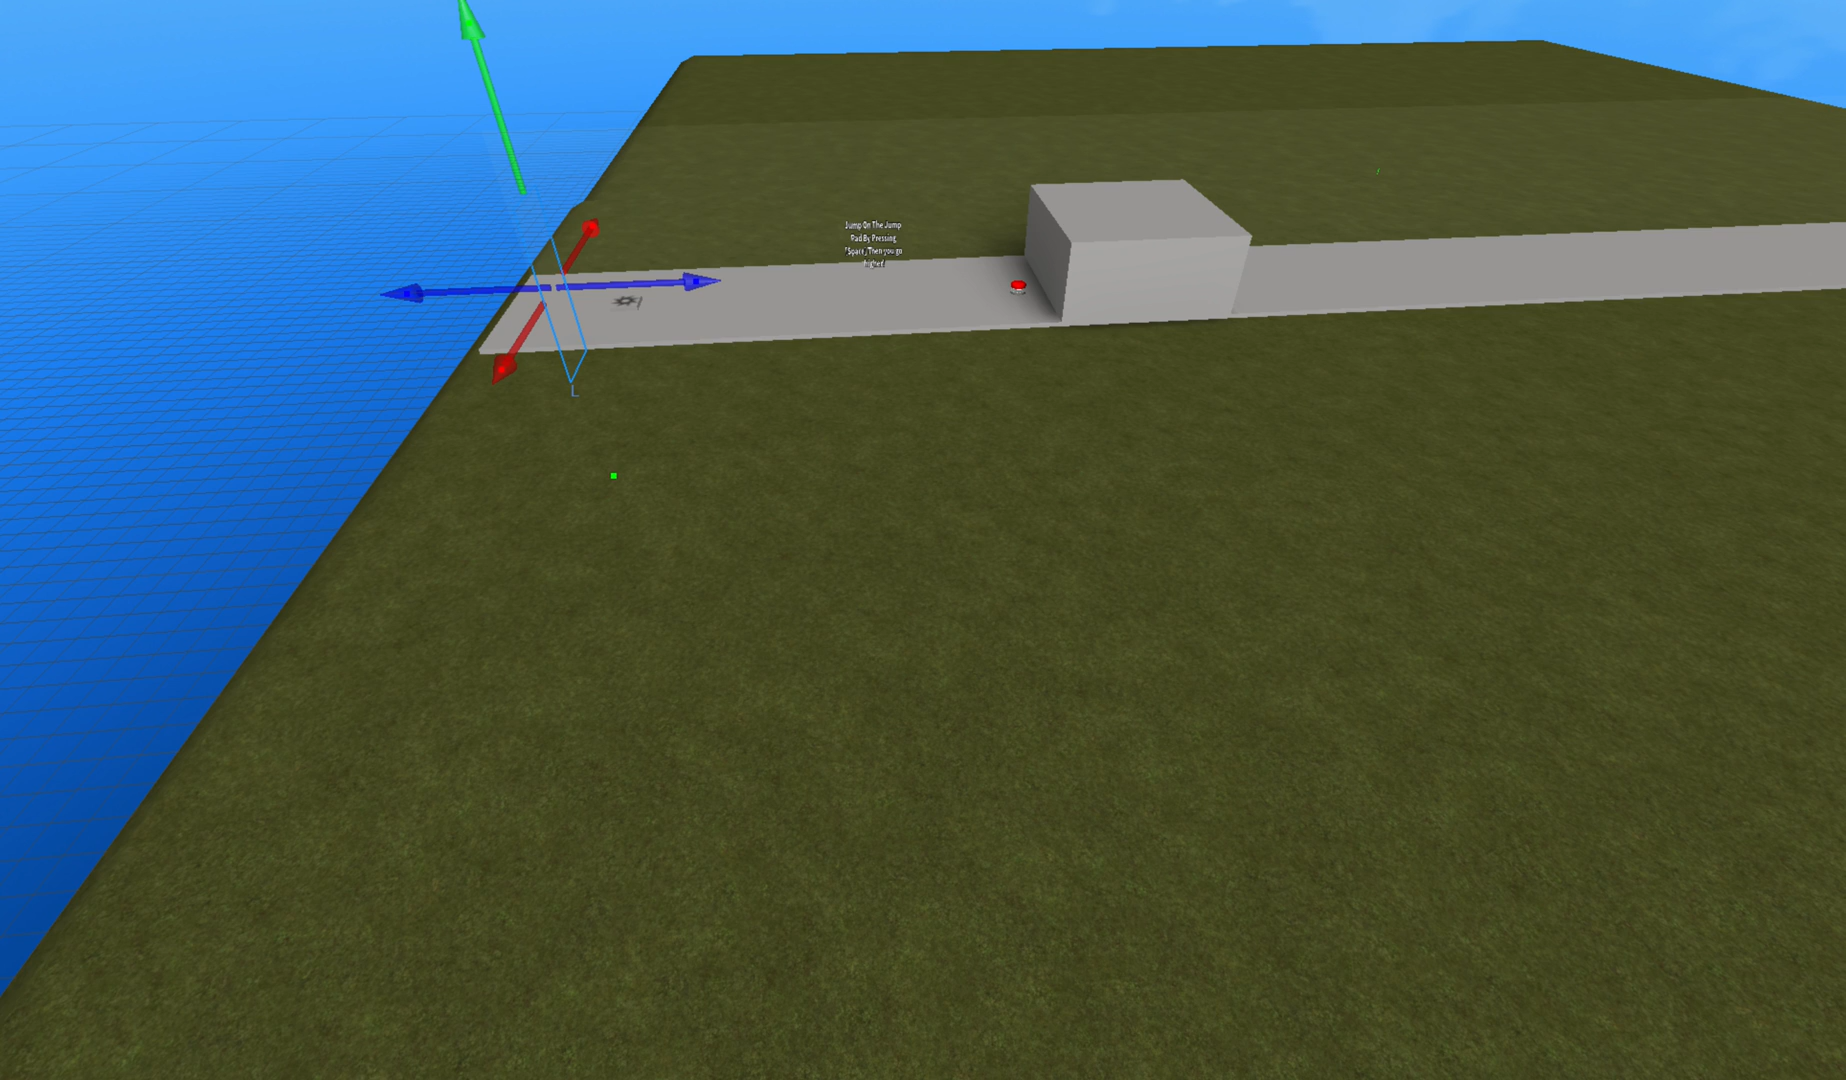 Jump On The Jump
Pad By Pressing
"Space, Then you go
higher!